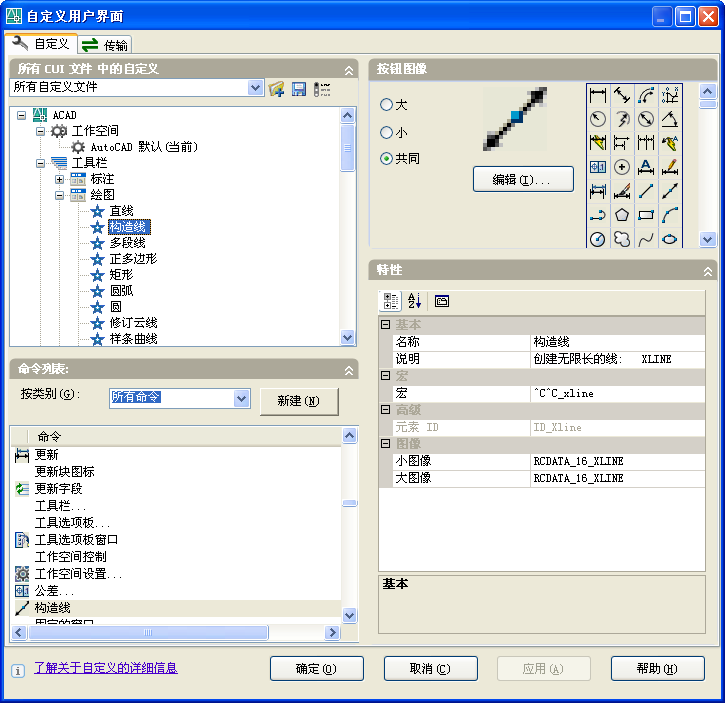 自定义用户界面
自定义
传输
所有 CUI 文件 中的自定义
所有自定义文件
ACAD
工作空间
AutoCAD 默认(当前)
工具栏
标注
绘图
直线
构造线
多段线
正多边形
矩形
圆弧
圆
修订云线
样条曲线
命令列表:
按类别(G):
所有命令
新建(N)
命令
更新
更新块图标
更新字段
工具栏...
工具选项板...
工具选项板窗口
工作空间控制
工作空间设置...
公差...
构造线
固定的窗口
按钮图像
大
小
共同
编辑(I)...
特性
基本
名称 构造线
说明 创建无限长的线: XLINE
宏
宏 ^C^C_xline
高级
元素 ID ID_Xline
图像
小图像 RCDATA_16_XLINE
大图像 RCDATA_16_XLINE
基本
了解关于自定义的详细信息
确定(O)
取消(C)
应用(A)
帮助(H)